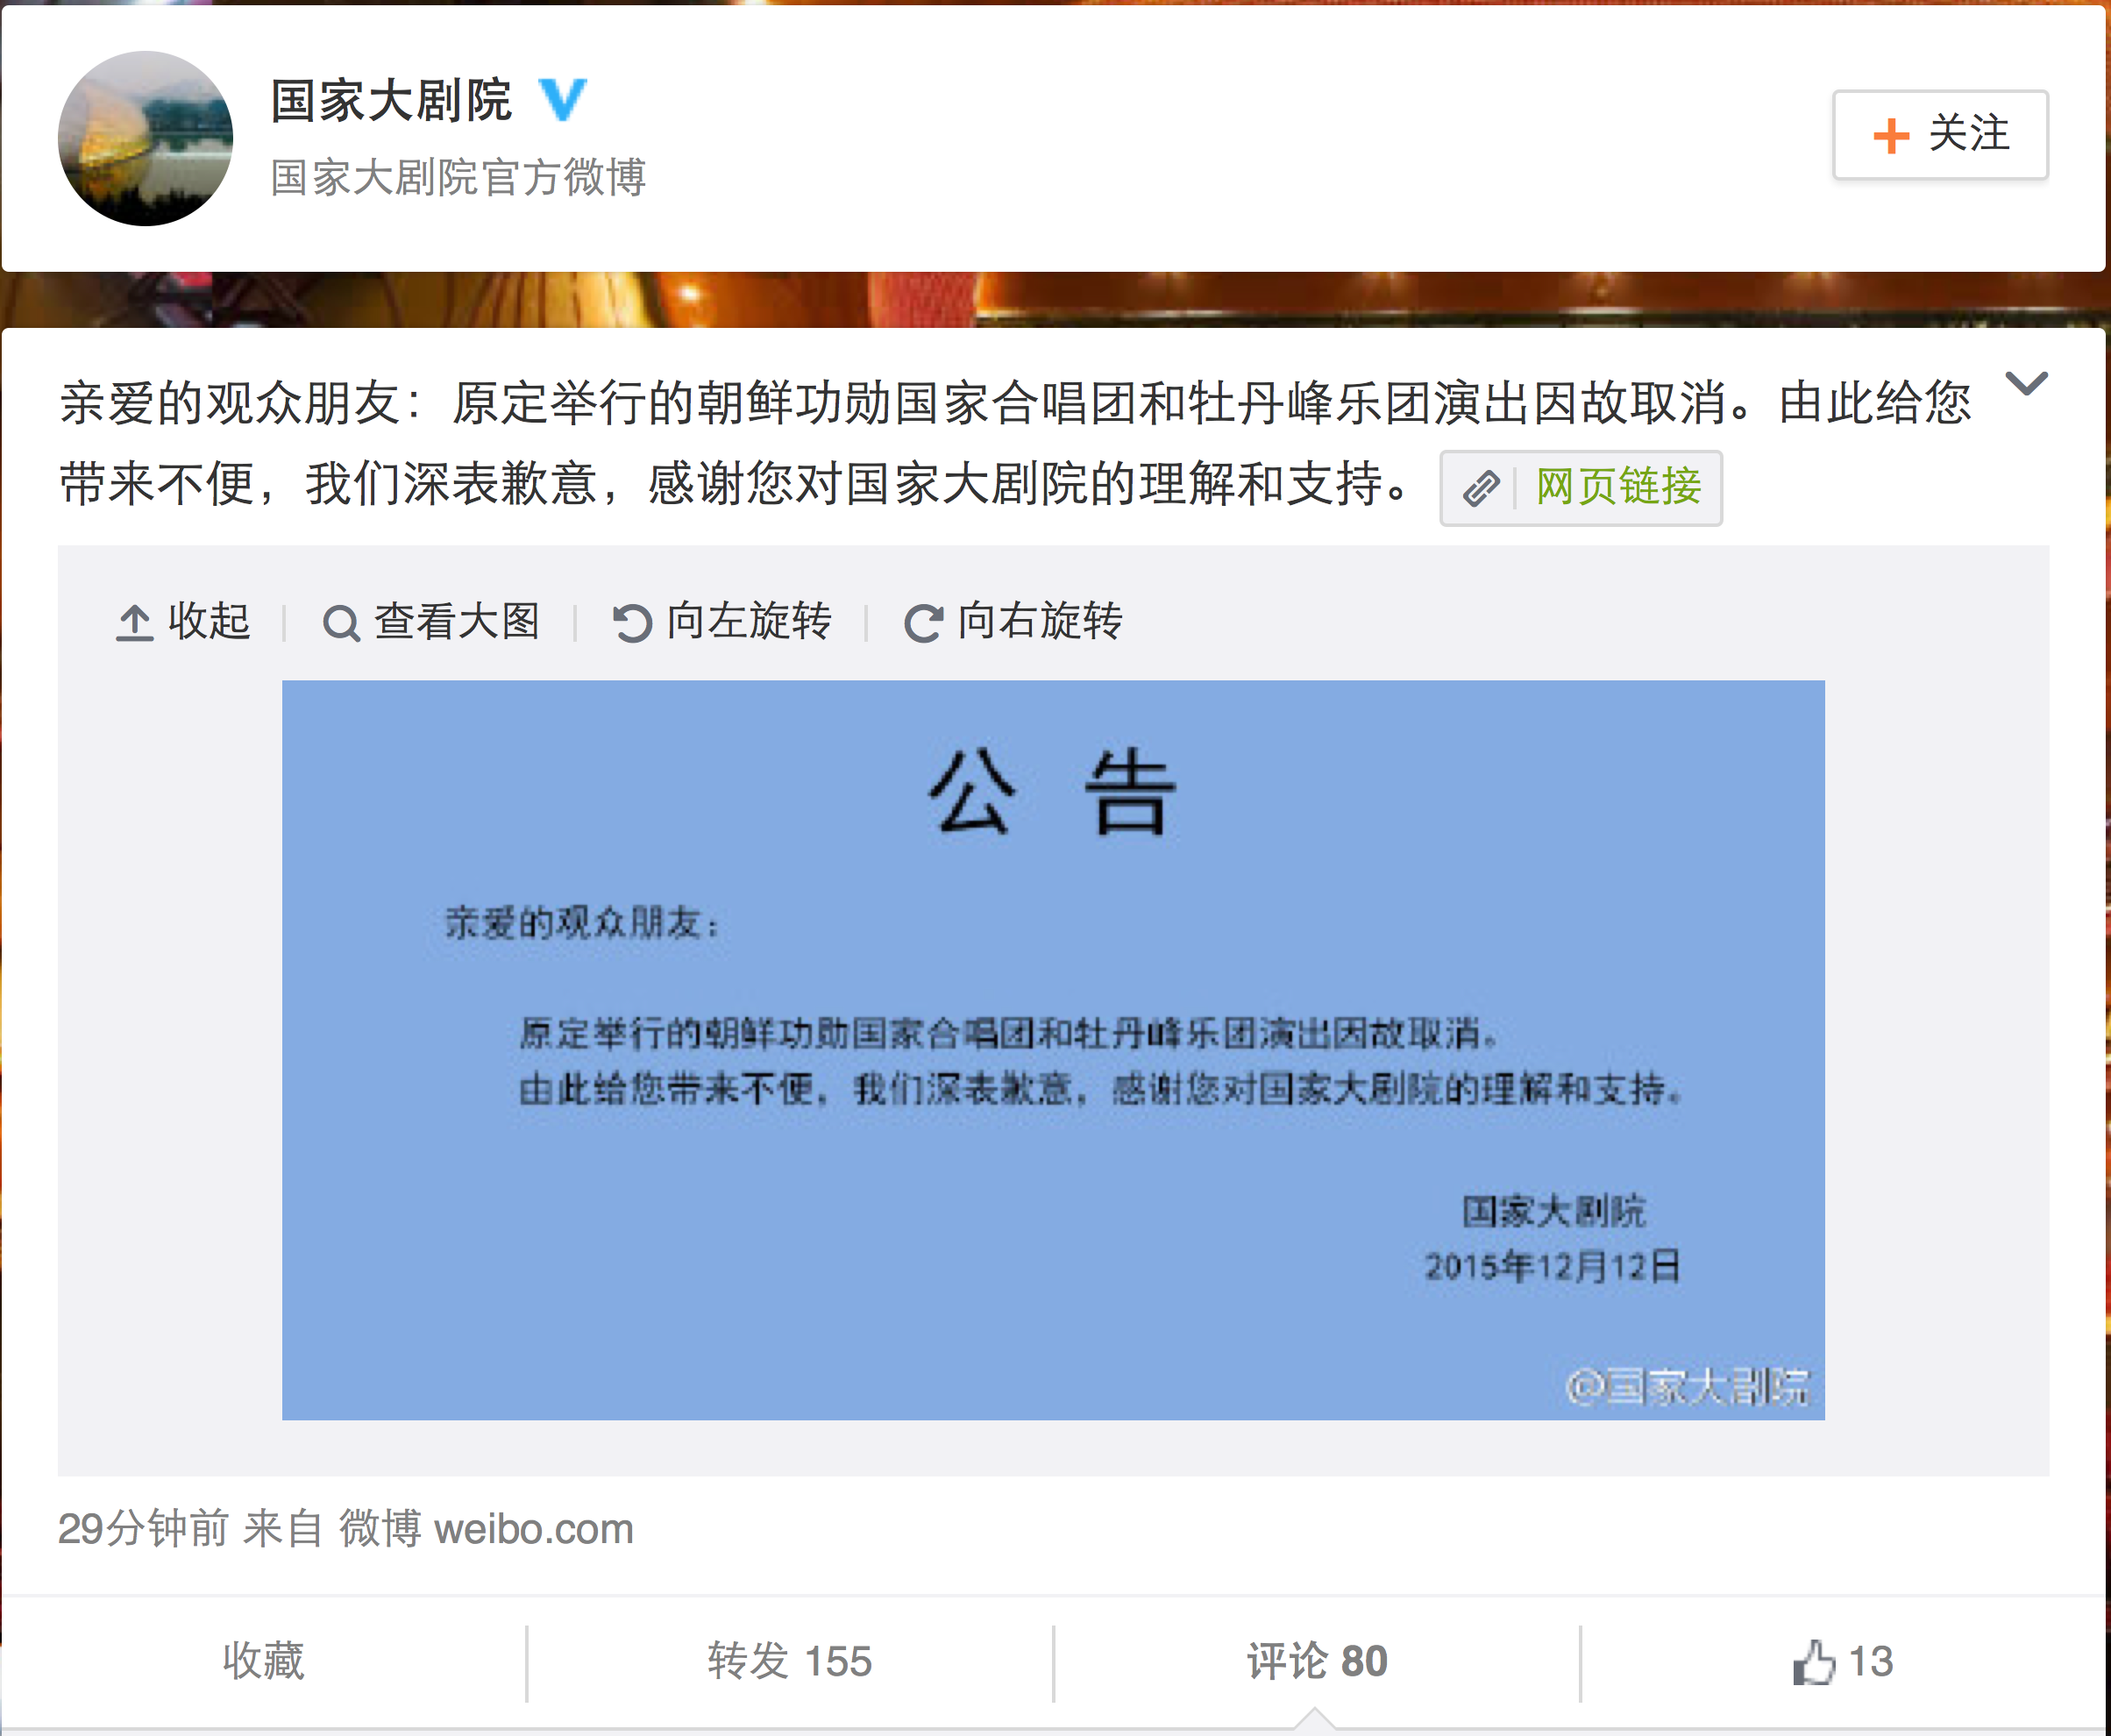 国家大剧院
国家大剧院官方微博
关注
亲爱的观众朋友：原定举行的朝鲜功勋国家合唱团和牡丹峰乐团演出因故取消。由此给您
带来不便，我们深表歉意，感谢您对国家大剧院的理解和支持。 网页链接
收起 查看大图 向左旋转 向右旋转
公 告
亲爱的观众朋友：
原定举行的朝鲜功勋国家合唱团和牡丹峰乐团演出因故取消。
由此给您带来不便，我们深表歉意，感谢您对国家大剧院的理解和支持。
国家大剧院
2015年12月12日
@国家大剧院
29分钟前 来自 微博 weibo.com
收藏 转发 155 评论 80 13